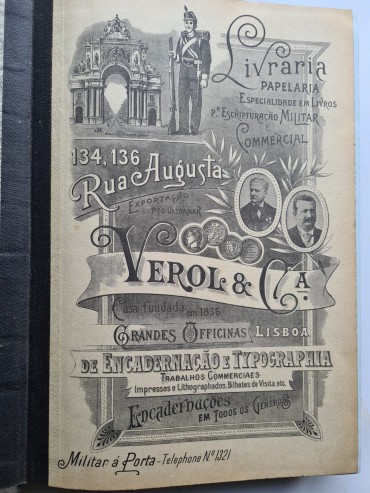 Livraria
Papelaria
Especialidade em Livros
Pª Escripturação Militar
e
Commercial
134, 136
Rua Augusta
Exportação
para Ultramar
Verol & Cª.
Casa fundada em 1836
Grandes Officinas Lisboa
de Encadernação e Typographia
Trabalhos Commerciaes
Impressos e Lithographados, Bilhetes de Visita, etc.
Encadernações
em Todos os Generos
Militar á Porta - Telephone Nº 1321